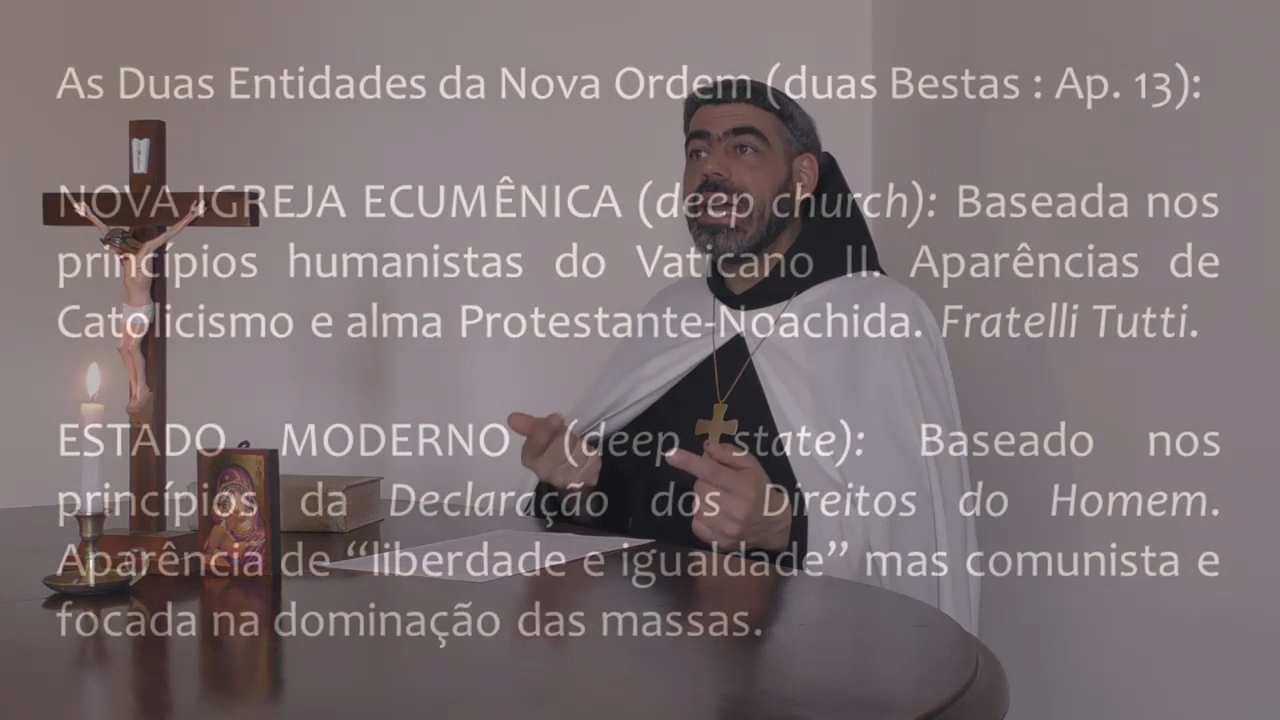 As Duas Entidades da Nova Ordem (duas Bestas : Ap. 13):
NOVA IGREJA ECUMÊNICA (deep church): Baseada nos
princípios humanistas do Vaticano II. Aparências de
Catolicismo e alma Protestante-Noachida. Fratelli Tutti.
ESTADO MODERNO (deep state): Baseado nos
princípios da Declaração dos Direitos do Homem.
Aparência de “liberdade e igualdade” mas comunista e
focada na dominação das massas.